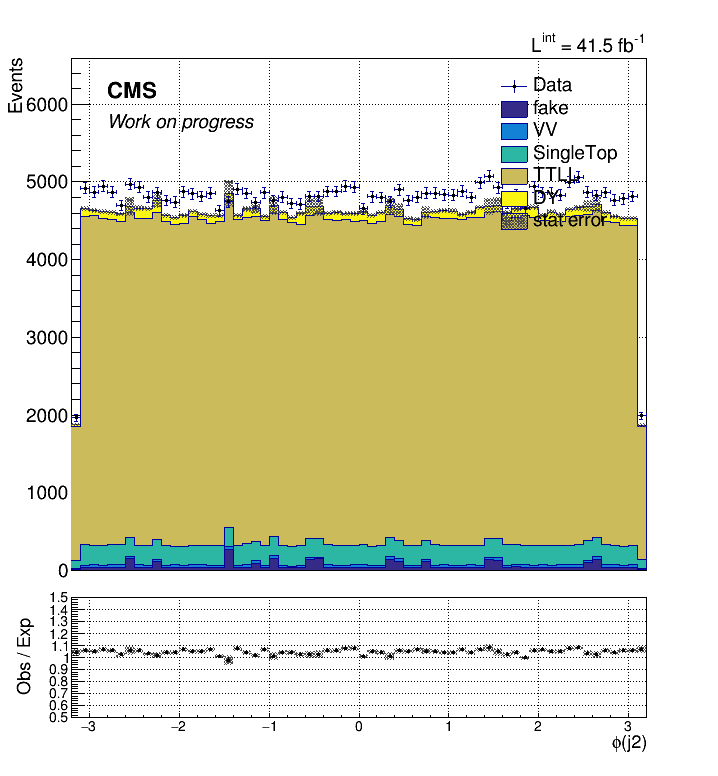 L^int = 41.5 fb^-1
Events
CMS
Work on progress
Data
fake
VV
SingleTop
TTLL
DY
stat error
6000
5000
4000
3000
2000
1000
0
Obs / Exp
1.5
1.4
1.3
1.2
1.1
1
0.9
0.8
0.7
0.6
0.5
−3 −2 −1 0 1 2 3
ϕ(j2)